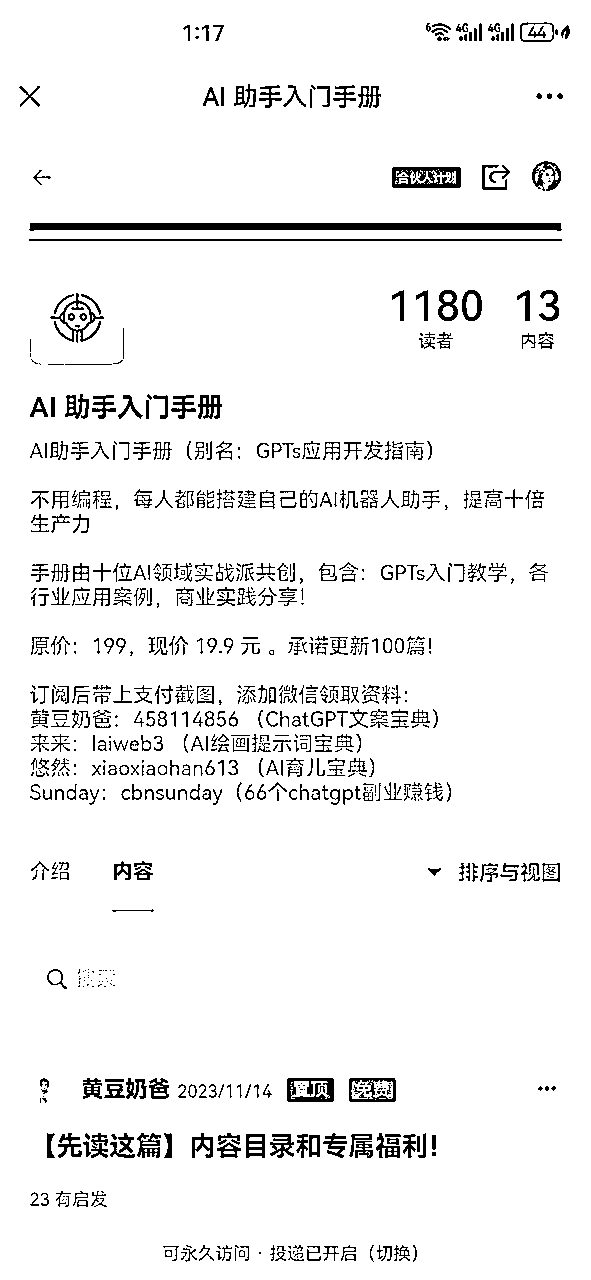 1:17
6 4G 4G 44
AI 助手入门手册
合伙人计划
1180 13
读者 内容
AI 助手入门手册
AI助手入门手册（别名：GPTs应用开发指南）
不用编程，每人都能搭建自己的AI机器人助手，提高十倍
生产力
手册由十位AI领域实战派共创，包含：GPTs入门教学，各
行业应用案例，商业实践分享！
原价：199，现价 19.9 元 。承诺更新100篇！
订阅后带上支付截图，添加微信领取资料：
黄豆奶爸：458114856 （ChatGPT文案宝典）
来来：laiweb3 （AI绘画提示词宝典）
悠然：xiaoxiaohan613 （AI育儿宝典）
Sunday：cbnsunday（66个chatgpt副业赚钱）
介绍 内容 排序与视图
搜索
黄豆奶爸 2023/11/14 置顶 免费
【先读这篇】内容目录和专属福利！
23 有启发
可永久访问 · 投递已开启（切换）